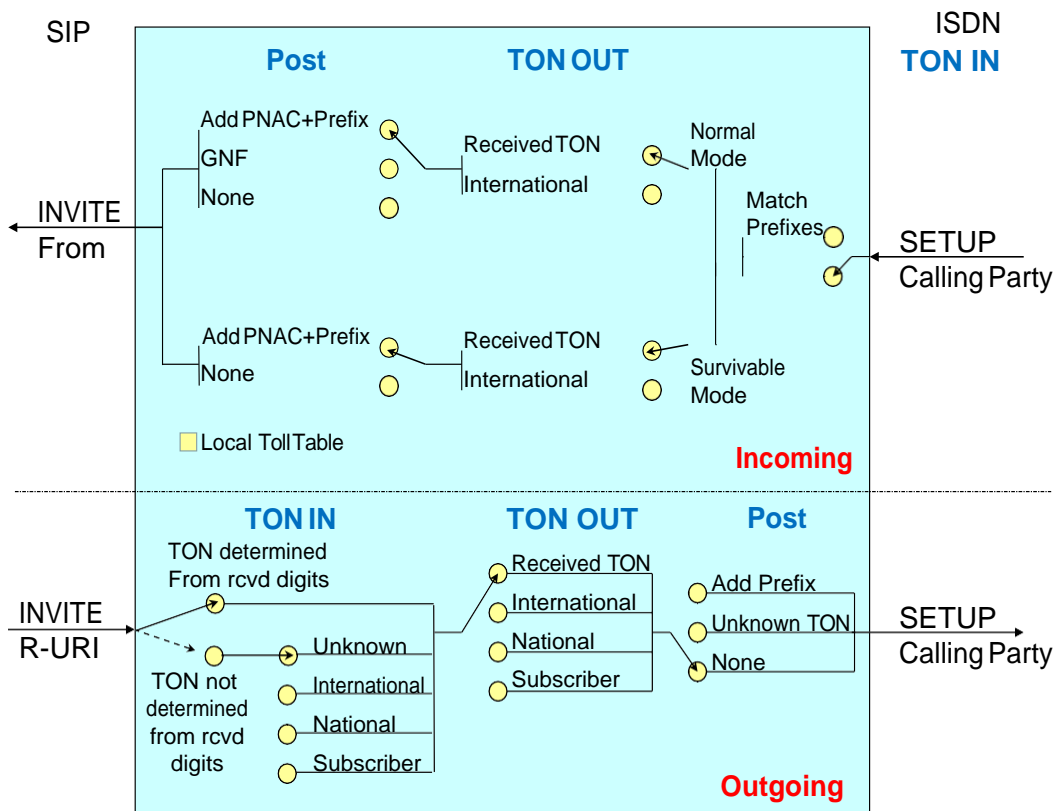 SIP
ISDN
Post
TON OUT
TON IN
Add PNAC+Prefix
GNF
None
Received TON
International
Normal
Mode
Match
Prefixes
INVITE
From
SETUP
Calling Party
Add PNAC+Prefix
None
Received TON
International
Survivable
Mode
Local Toll Table
Incoming
TON IN
TON OUT
Post
TON determined
From rcvd digits
Received TON
International
National
Subscriber
Add Prefix
Unknown TON
None
INVITE
R-URI
SETUP
Calling Party
Unknown
International
National
Subscriber
TON not
determined
from rcvd
digits
Outgoing